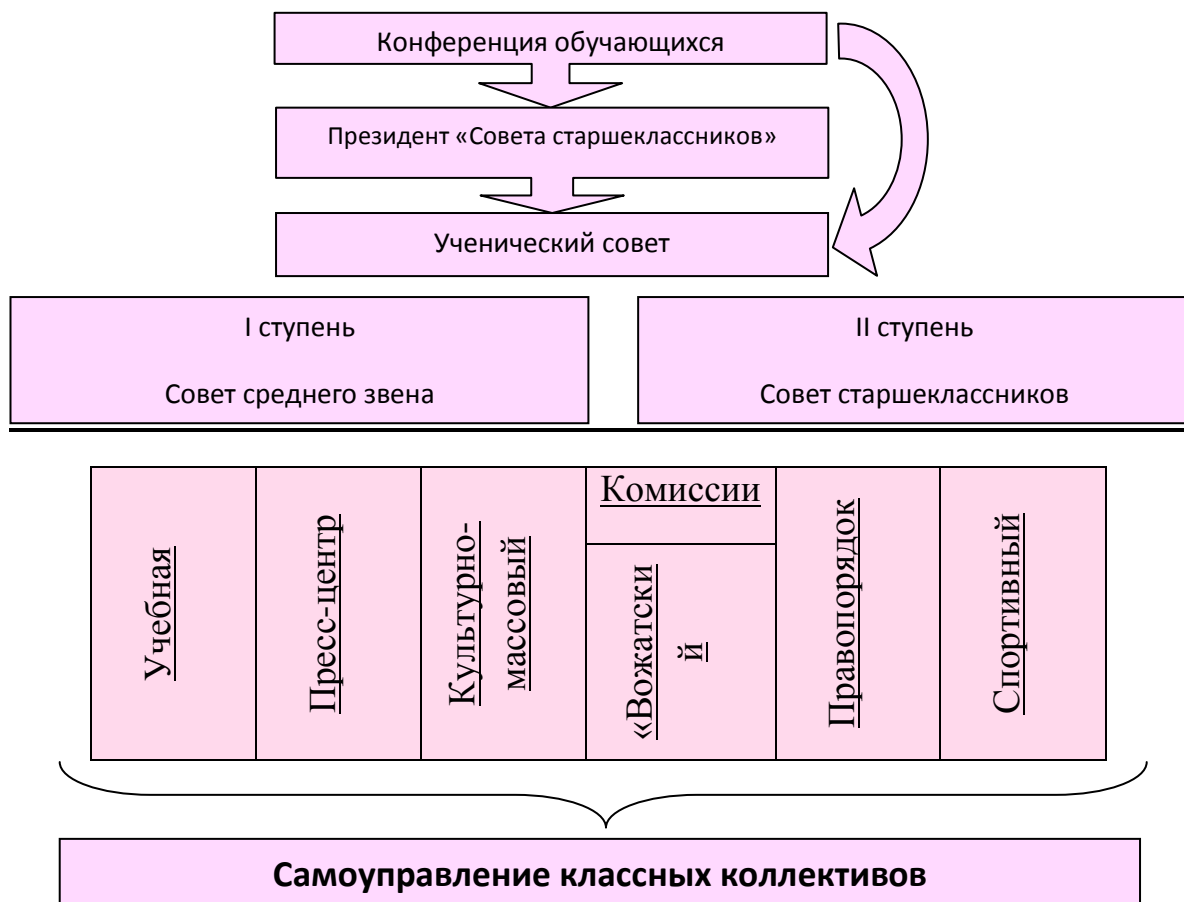 Конференция обучающихся
Президент «Совета старшеклассников»
Ученический совет
I ступень
Совет среднего звена
II ступень
Совет старшеклассников
Комиссии
Учебная
Пресс-центр
Культурно-
массовый
«Вожатски
й
Правопорядок
Спортивный
Самоуправление классных коллективов